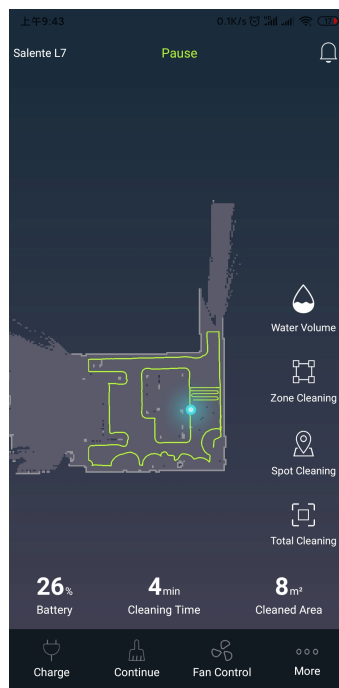 上午9:43 0.1K/s
Salente L7 Pause
Water Volume
Zone Cleaning
Spot Cleaning
Total Cleaning
26% 4min 8m²
Battery Cleaning Time Cleaned Area
Charge Continue Fan Control More